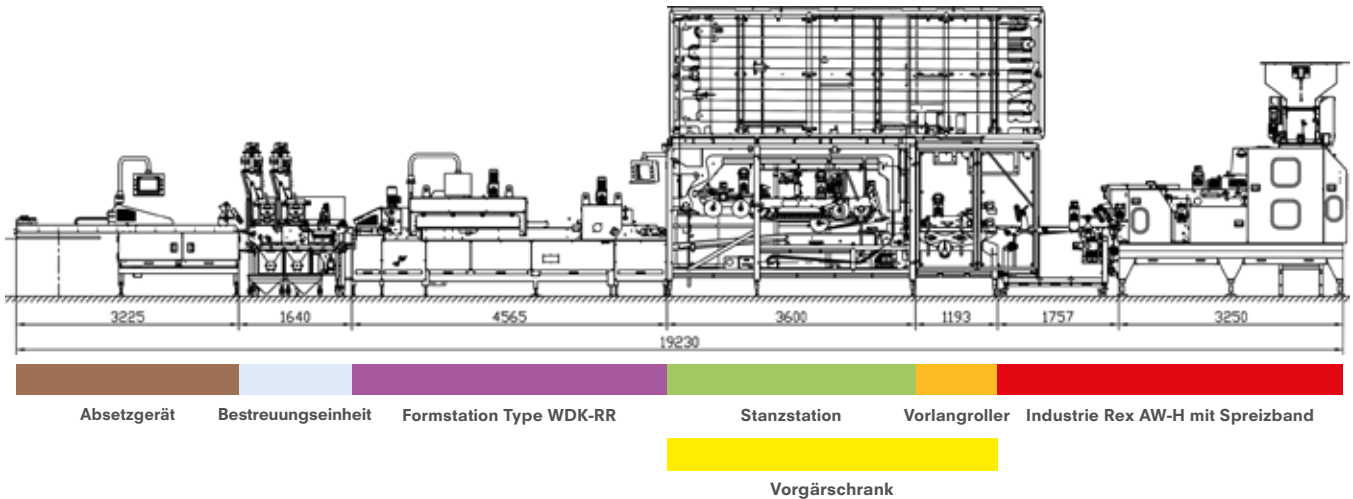 3225 1640 4565 3600 1193 1757 3250
19230
Absetzgerät Bestreuungseinheit Formstation Type WDK-RR Stanzstation Vorlangroller Industrie Rex AW-H mit Spreizband
Vorgärschrank